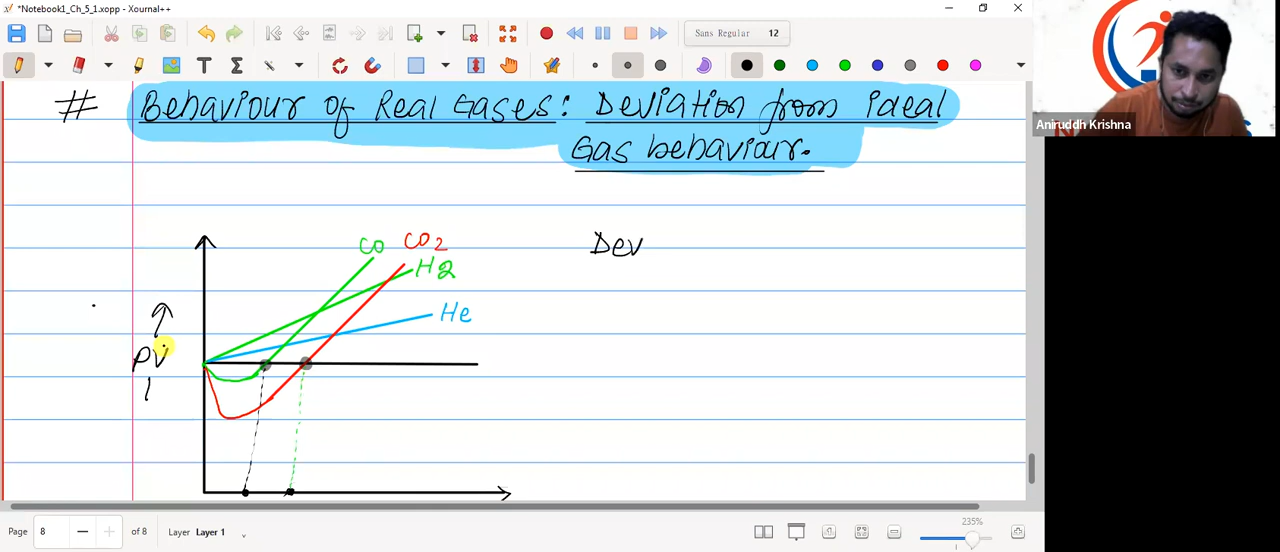 *Notebook1_Ch_5_1.xopp - Xournal++
Sans Regular 12
# Behaviour of Real Gases: Deviation from ideal
Gas behaviour.
Aniruddh Krishna
CO CO2
H2
He
PV
Dev
Page 8 of 8 Layer Layer 1
235%